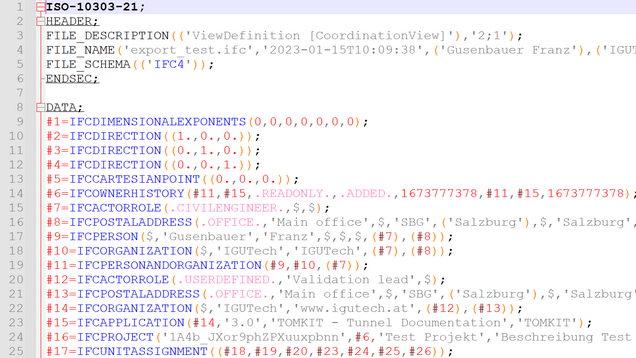 1 ISO-10303-21;
2 HEADER;
3 FILE_DESCRIPTION(('ViewDefinition [CoordinationView]'),'2;1');
4 FILE_NAME('export_test.ifc','2023-01-15T10:09:38',('Gusenbauer Franz'),('IGUT
5 FILE_SCHEMA(('IFC4'));
6 ENDSEC;
7
8 DATA;
9 #1=IFCDIMENSIONALEXPONENTS(0,0,0,0,0,0,0);
10 #2=IFCDIRECTION((1.,0.,0.));
11 #3=IFCDIRECTION((0.,1.,0.));
12 #4=IFCDIRECTION((0.,0.,1.));
13 #5=IFCCARTESIANPOINT((0.,0.,0.));
14 #6=IFCOWNERHISTORY(#11,#15,.READONLY.,.ADDED.,1673777378,#11,#15,1673777378);
15 #7=IFCACTORROLE(.CIVILENGINEER.,$,$);
16 #8=IFCPOSTALADDRESS(.OFFICE.,'Main office',$,'SBG',('Salzburg'),$,'Salzburg',
17 #9=IFCPERSON($,'Gusenbauer','Franz',$,$,$,(#7),(#8));
18 #10=IFCORGANIZATION($,'IGUTech','IGUTech',(#7),(#8));
19 #11=IFCPERSONANDORGANIZATION(#9,#10,(#7));
20 #12=IFCACTORROLE(.USERDEFINED.,'Validation lead',$);
21 #13=IFCPOSTALADDRESS(.OFFICE.,'Main office',$,'SBG',('Salzburg'),$,'Salzburg'
22 #14=IFCORGANIZATION($,'IGUTech','www.igutech.at',(#12),(#13));
23 #15=IFCAPPLICATION(#14,'3.0','TOMKIT - Tunnel Documentation','TOMKIT');
24 #16=IFCPROJECT('1A4b_JXor9phZPXuuxpbnn',#6,'Test Projekt','Beschreibung Test
25 #17=IFCUNITASSIGNMENT((#18,#19,#20,#23,#24,#25,#26));